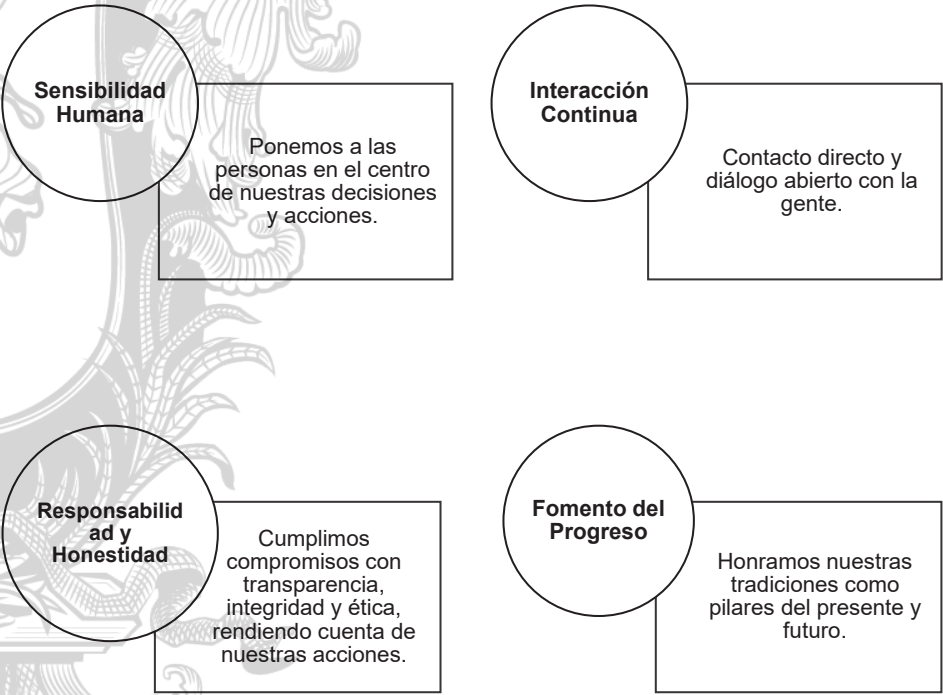 Sensibilidad
Humana
Ponemos a las
personas en el centro
de nuestras decisiones
y acciones.
Interacción
Continua
Contacto directo y
diálogo abierto con la
gente.
Responsabilid
ad y
Honestidad
Cumplimos
compromisos con
transparencia,
integridad y ética,
rendiendo cuenta de
nuestras acciones.
Fomento del
Progreso
Honramos nuestras
tradiciones como
pilares del presente y
futuro.